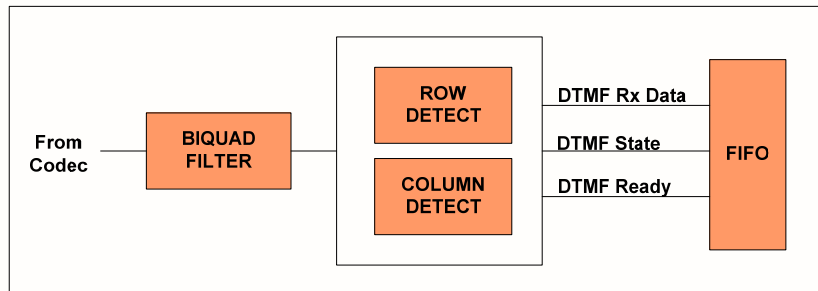 From
Codec
BIQUAD
FILTER
ROW
DETECT
COLUMN
DETECT
DTMF Rx Data
DTMF State
DTMF Ready
FIFO